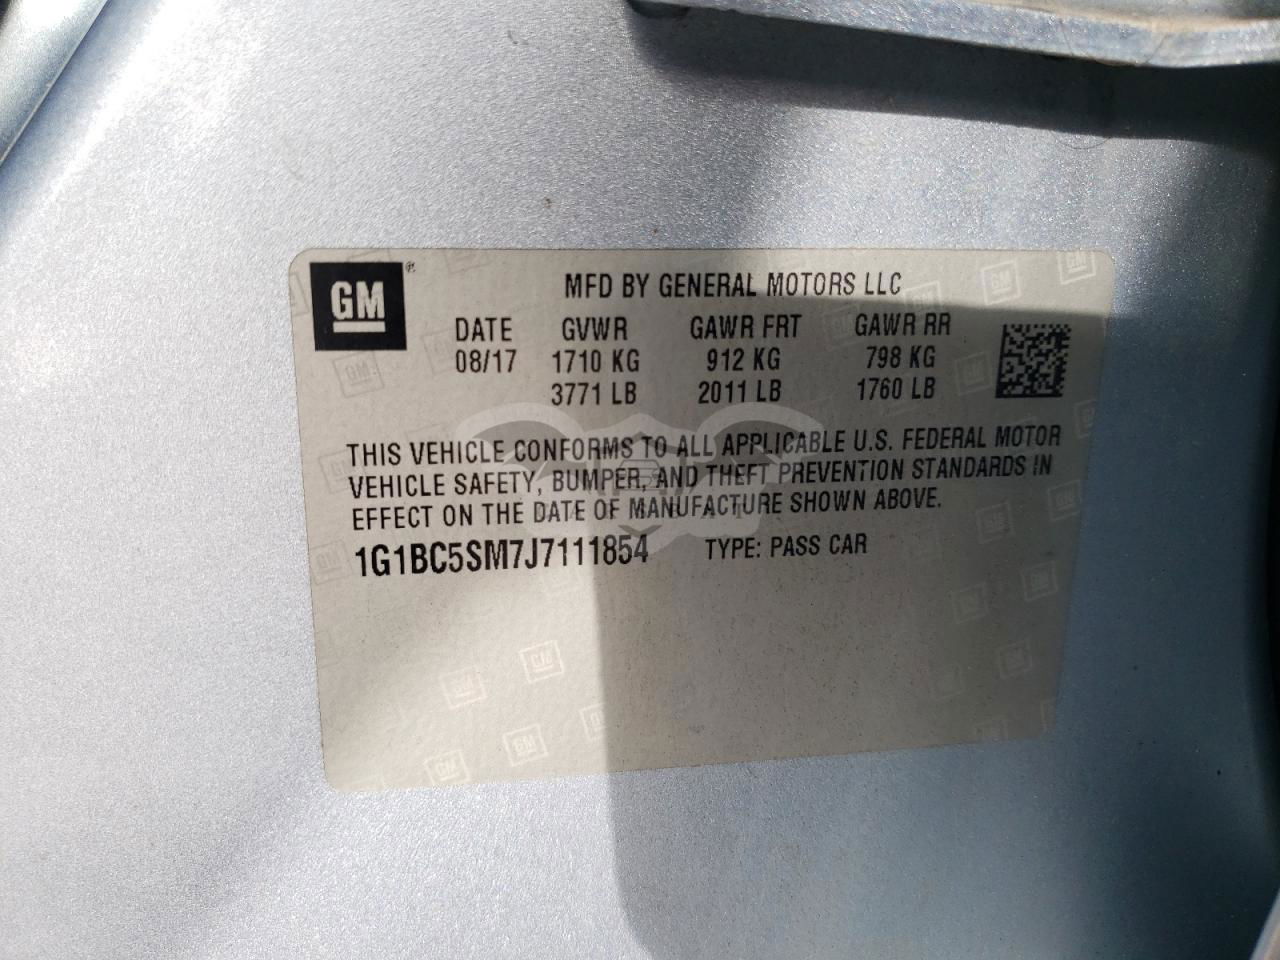 GM
MFD BY GENERAL MOTORS LLC
DATE GVWR GAWR FRT GAWR RR
08/17 1710 KG 912 KG 798 KG
3771 LB 2011 LB 1760 LB
THIS VEHICLE CONFORMS TO ALL APPLICABLE U.S. FEDERAL MOTOR
VEHICLE SAFETY, BUMPER, AND THEFT PREVENTION STANDARDS IN
EFFECT ON THE DATE OF MANUFACTURE SHOWN ABOVE.
1G1BC5SM7J7111854 TYPE: PASS CAR